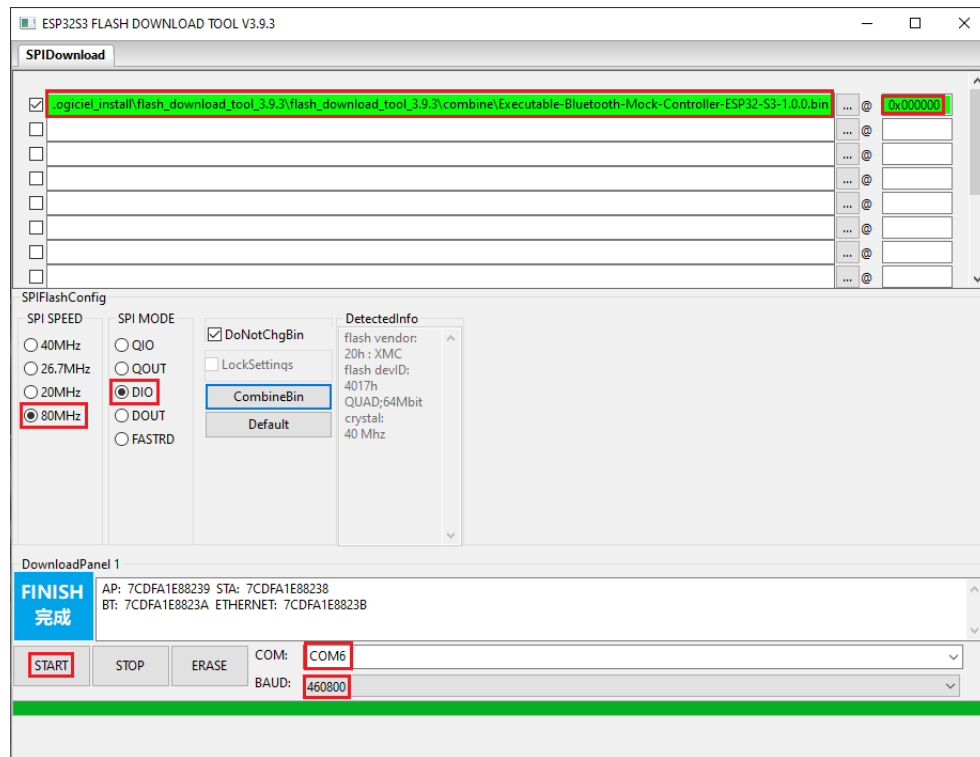 ESP32S3 FLASH DOWNLOAD TOOL V3.9.3
SPIDownload
.ogiciel_install\flash_download_tool_3.9.3\flash_download_tool_3.9.3\combine\Executable-Bluetooth-Mock-Controller-ESP32-S3-1.0.0.bin ... @ 0x000000
... @
... @
... @
... @
... @
... @
... @
SPIFlashConfig
SPI SPEED
40MHz
26.7MHz
20MHz
80MHz
SPI MODE
QIO
QOUT
DIO
DOUT
FASTRD
DoNotChgBin
LockSettings
CombineBin
Default
DetectedInfo
flash vendor:
20h : XMC
flash devID:
4017h
QUAD;64Mbit
crystal:
40 Mhz
DownloadPanel 1
FINISH
完成
AP: 7CDFA1E88239 STA: 7CDFA1E88238
BT: 7CDFA1E8823A ETHERNET: 7CDFA1E8823B
START STOP ERASE
COM: COM6
BAUD: 460800